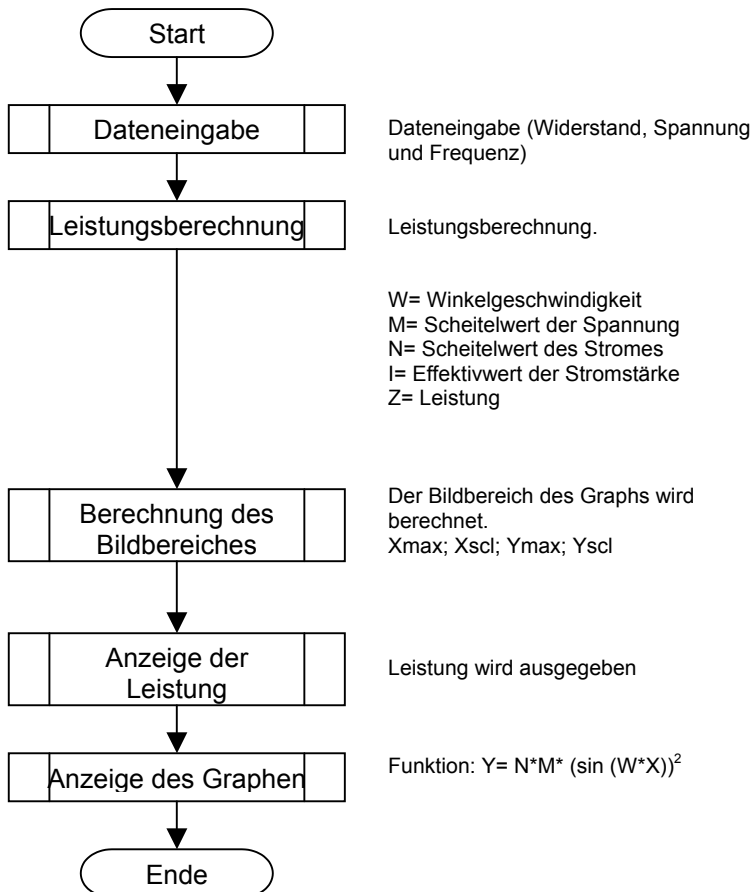 Start
Dateneingabe
Dateneingabe (Widerstand, Spannung
und Frequenz)
Leistungsberechnung
Leistungsberechnung.
W= Winkelgeschwindigkeit
M= Scheitelwert der Spannung
N= Scheitelwert des Stromes
I= Effektivwert der Stromstärke
Z= Leistung
Berechnung des
Bildbereiches
Der Bildbereich des Graphs wird
berechnet.
Xmax; Xscl; Ymax; Yscl
Anzeige der
Leistung
Leistung wird ausgegeben
Anzeige des Graphen
Funktion: Y= N*M* (sin (W*X))²
Ende